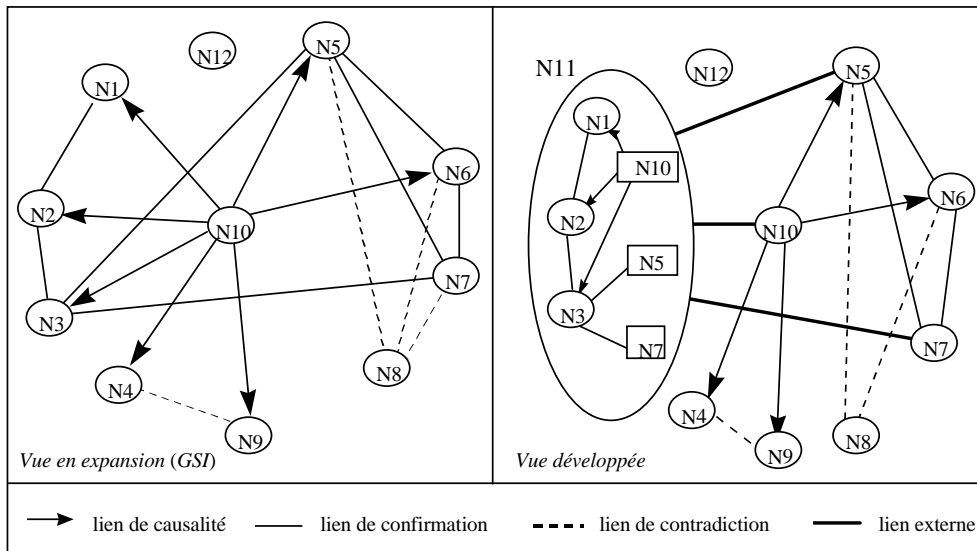 N5
N12
N1
N6
N2
N10
N7
N3
N8
N4
N9
Vue en expansion (GSI)
N11
N12
N5
N1
N10
N6
N2
N10
N5
N3
N7
N7
N4
N8
N9
Vue développée
lien de causalité
lien de confirmation
lien de contradiction
lien externe